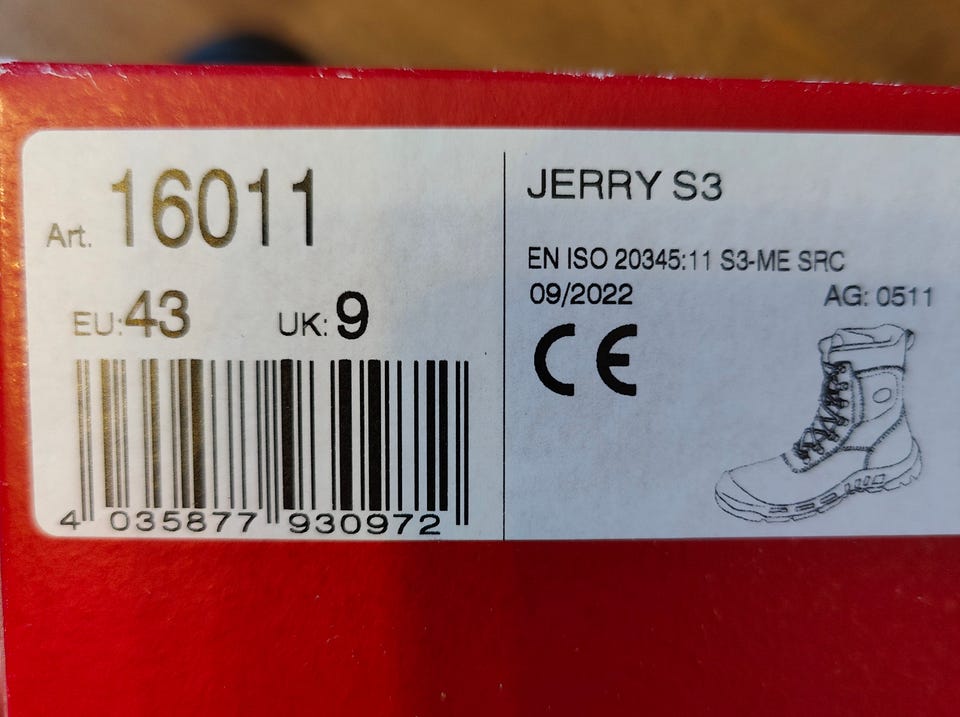 Art. 16011
EU: 43 UK: 9
4 035877 930972
JERRY S3
EN ISO 20345:11 S3-ME SRC
09/2022 AG: 0511
CE